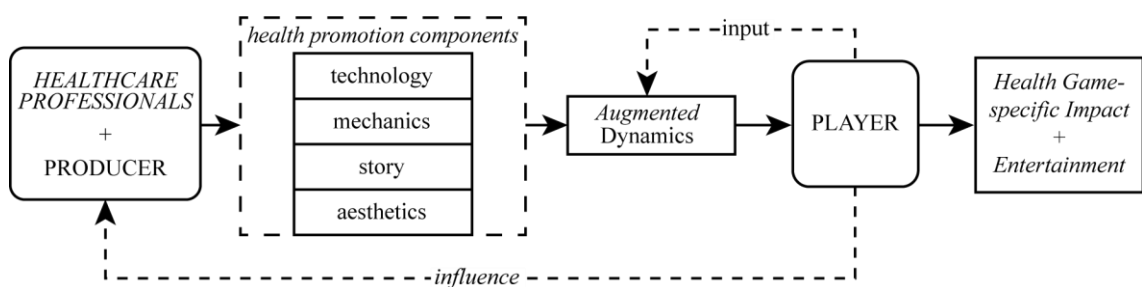 HEALTHCARE
PROFESSIONALS
+
PRODUCER
health promotion components
technology
mechanics
story
aesthetics
Augmented
Dynamics
input
PLAYER
Health Game-
specific Impact
+
Entertainment
influence